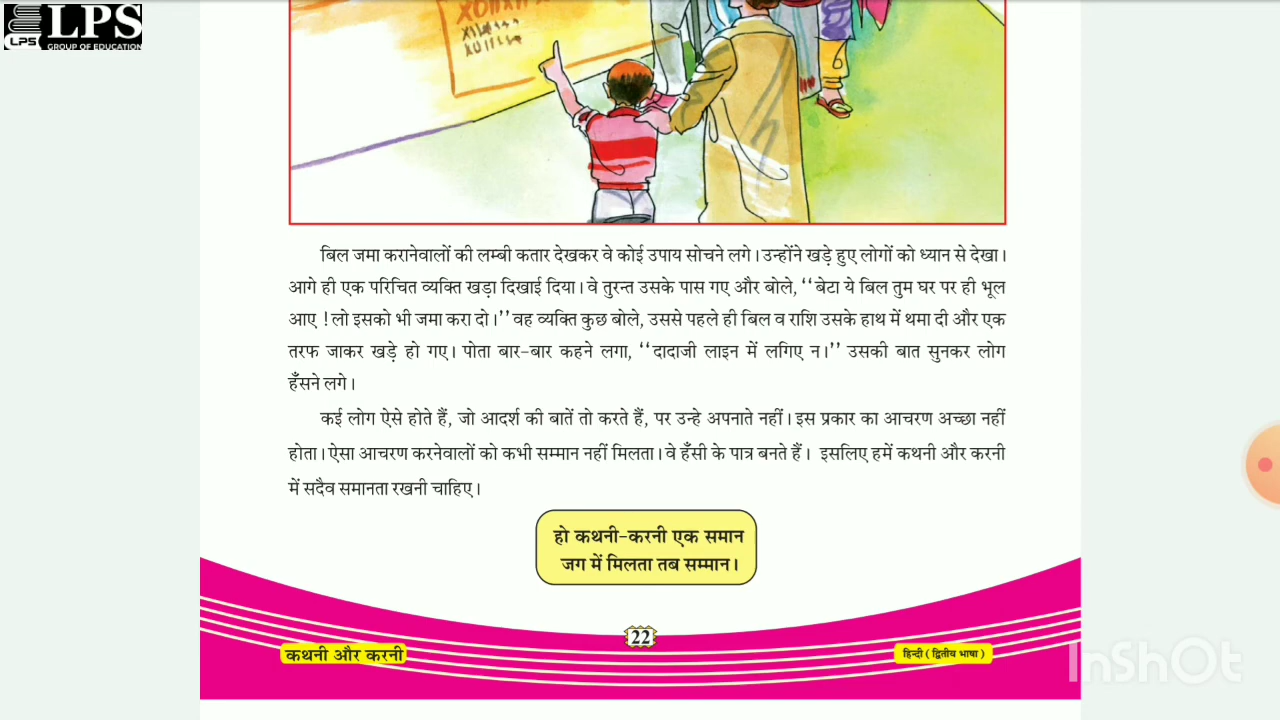 LPS
LPS
GROUP OF EDUCATION
बिल जमा करानेवालों की लम्बी कतार देखकर वे कोई उपाय सोचने लगे। उन्होंने खड़े हुए लोगों को ध्यान से देखा।
आगे ही एक परिचित व्यक्ति खड़ा दिखाई दिया। वे तुरन्त उसके पास गए और बोले, ‘‘बेटा ये बिल तुम घर पर ही भूल
आए ! लो इसको भी जमा करा दो।’’ वह व्यक्ति कुछ बोले, उससे पहले ही बिल व राशि उसके हाथ में थमा दी और एक
तरफ जाकर खड़े हो गए। पोता बार-बार कहने लगा, ‘‘दादाजी लाइन में लगिए न।’’ उसकी बात सुनकर लोग
हँसने लगे।
कई लोग ऐसे होते हैं, जो आदर्श की बातें तो करते हैं, पर उन्हे अपनाते नहीं। इस प्रकार का आचरण अच्छा नहीं
होता। ऐसा आचरण करनेवालों को कभी सम्मान नहीं मिलता। वे हँसी के पात्र बनते हैं। इसलिए हमें कथनी और करनी
में सदैव समानता रखनी चाहिए।
हो कथनी-करनी एक समान
जग में मिलता तब सम्मान।
22
कथनी और करनी
हिन्दी ( द्वितीय भाषा )
InShOt